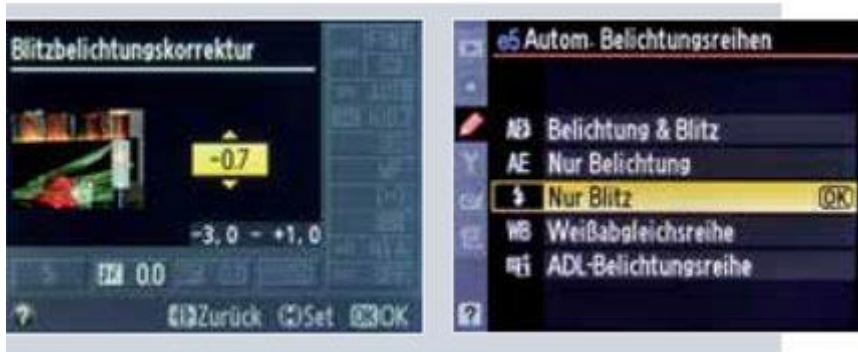 Blitzbelichtungskorrektur
-0.7
-3,0 - +1,0
0.0
? Zurück Set OK OK
e5 Autom. Belichtungsreihen
Belichtung & Blitz
AE Nur Belichtung
Nur Blitz OK
WB Weißabgleichsreihe
ADL-Belichtungsreihe
?